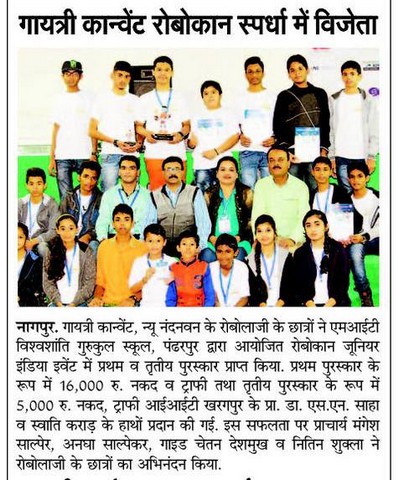 गायत्री कान्वेंट रोबोकान स्पर्धा में विजेता
नागपुर. गायत्री कान्वेंट, न्यू नंदनवन के रोबोलाजी के छात्रों ने एमआईटी
विश्वशांति गुरुकुल स्कूल, पंढरपुर द्वारा आयोजित रोबोकान जूनियर
इंडिया इवेंट में प्रथम व तृतीय पुरस्कार प्राप्त किया. प्रथम पुरस्कार के
रूप में 16,000 रु. नकद व ट्राफी तथा तृतीय पुरस्कार के रूप में
5,000 रु. नकद, ट्राफी आईआईटी खरगपुर के प्रा. डा. एस.एन. साहा
व स्वाति कराड़ के हाथों प्रदान की गई. इस सफलता पर प्राचार्य मंगेश
साल्पेर, अनघा साल्पेकर, गाइड चेतन देशमुख व नितिन शुक्ला ने
रोबोलाजी के छात्रों का अभिनंदन किया.